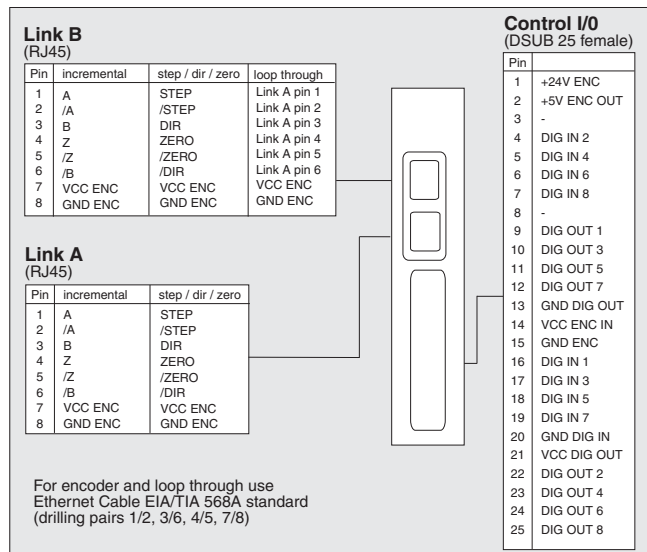 Link B
(RJ45)
Pin incremental step / dir / zero loop through
1 A STEP Link A pin 1
2 /A /STEP Link A pin 2
3 B DIR Link A pin 3
4 Z ZERO Link A pin 4
5 /Z /ZERO Link A pin 5
6 /B /DIR Link A pin 6
7 VCC ENC VCC ENC VCC ENC
8 GND ENC GND ENC GND ENC
Link A
(RJ45)
Pin incremental step / dir / zero
1 A STEP
2 /A /STEP
3 B DIR
4 Z ZERO
5 /Z /ZERO
6 /B /DIR
7 VCC ENC VCC ENC
8 GND ENC GND ENC
For encoder and loop through use
Ethernet Cable EIA/TIA 568A standard
(drilling pairs 1/2, 3/6, 4/5, 7/8)
Control I/0
(DSUB 25 female)
Pin
1 +24V ENC
2 +5V ENC OUT
3 -
4 DIG IN 2
5 DIG IN 4
6 DIG IN 6
7 DIG IN 8
8 -
9 DIG OUT 1
10 DIG OUT 3
11 DIG OUT 5
12 DIG OUT 7
13 GND DIG OUT
14 VCC ENC IN
15 GND ENC
16 DIG IN 1
17 DIG IN 3
18 DIG IN 5
19 DIG IN 7
20 GND DIG IN
21 VCC DIG OUT
22 DIG OUT 2
23 DIG OUT 4
24 DIG OUT 6
25 DIG OUT 8